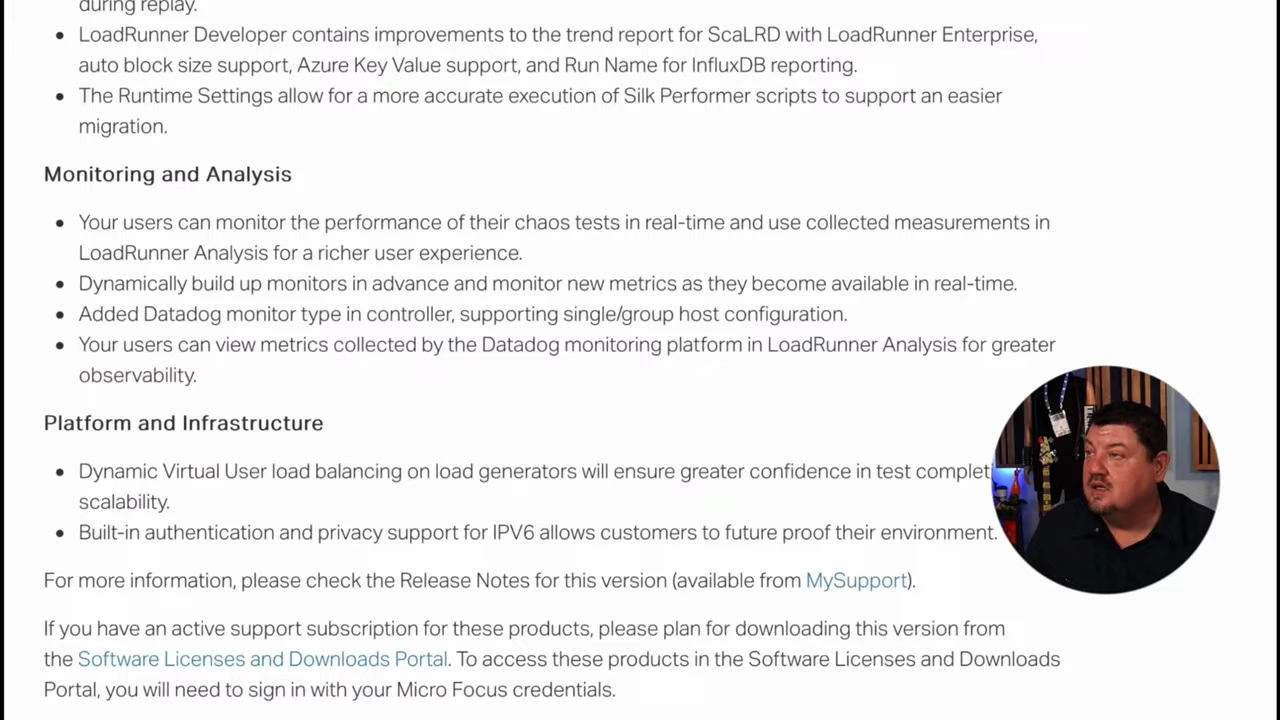 during replay.
LoadRunner Developer contains improvements to the trend report for ScaLRD with LoadRunner Enterprise,
auto block size support, Azure Key Value support, and Run Name for InfluxDB reporting.
The Runtime Settings allow for a more accurate execution of Silk Performer scripts to support an easier
migration.
Monitoring and Analysis
Your users can monitor the performance of their chaos tests in real-time and use collected measurements in
LoadRunner Analysis for a richer user experience.
Dynamically build up monitors in advance and monitor new metrics as they become available in real-time.
Added Datadog monitor type in controller, supporting single/group host configuration.
Your users can view metrics collected by the Datadog monitoring platform in LoadRunner Analysis for greater
observability.
Platform and Infrastructure
Dynamic Virtual User load balancing on load generators will ensure greater confidence in test completi
scalability.
Built-in authentication and privacy support for IPV6 allows customers to future proof their environment.
For more information, please check the Release Notes for this version (available from MySupport).
If you have an active support subscription for these products, please plan for downloading this version from
the Software Licenses and Downloads Portal. To access these products in the Software Licenses and Downloads
Portal, you will need to sign in with your Micro Focus credentials.